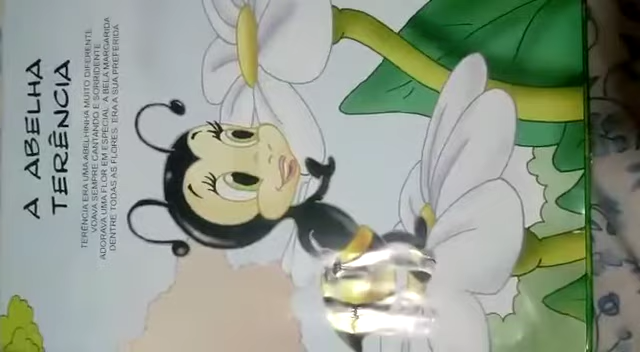 A ABELHA
TERÊNCIA
TERÊNCIA ERA UMA ABELHINHA MUITO DIFERENTE.
VOAVA SEMPRE CANTANDO E SORRIDENTE.
ADORAVA UMA FLOR EM ESPECIAL: A BELA MARGARIDA
DENTRE TODAS AS FLORES, ERA A SUA PREFERIDA